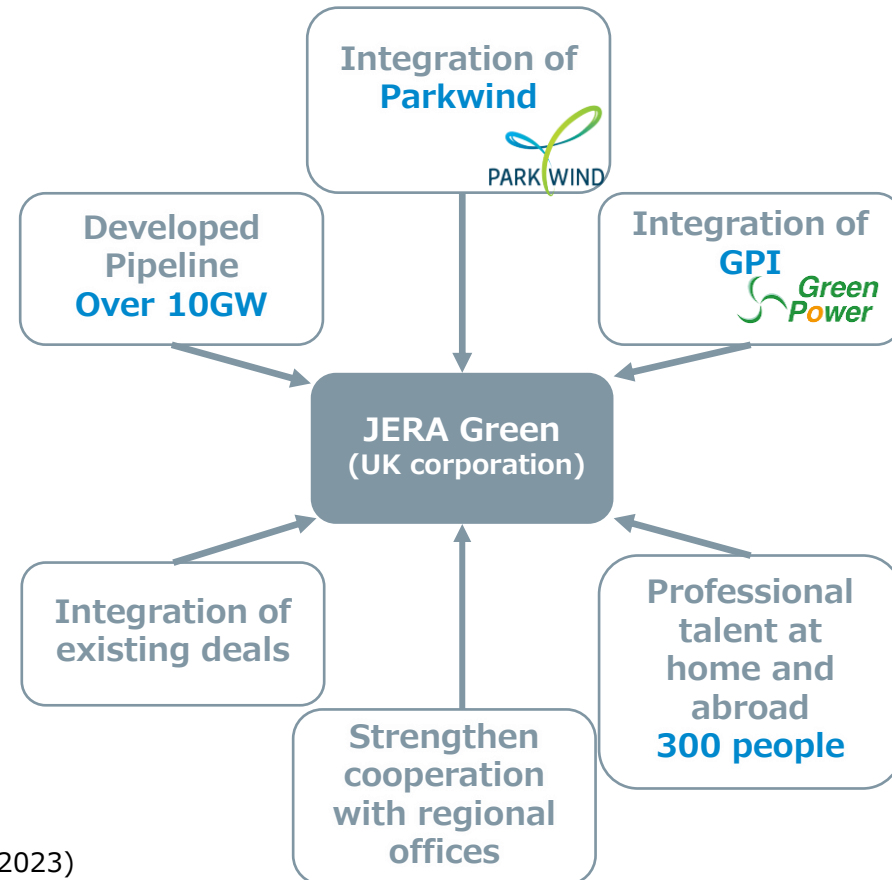 Integration of
Parkwind
PARKWIND
Developed
Pipeline
Over 10GW
Integration of
GPI
Green
Power
JERA Green
(UK corporation)
Integration of
existing deals
Strengthen
cooperation
with regional
offices
Professional
talent at
home and
abroad
300 people
2023)